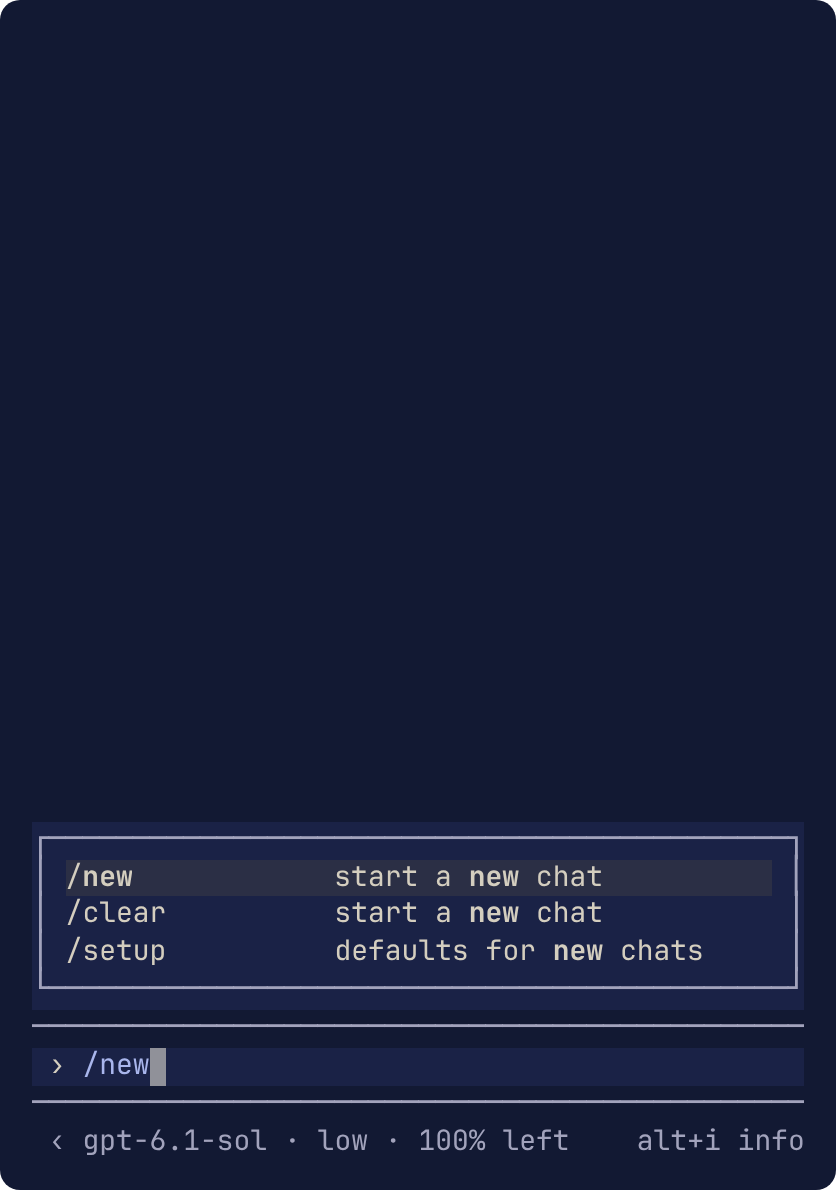 /new start a new chat
/clear start a new chat
/setup defaults for new chats
› /new
‹ gpt-6.1-sol · low · 100% left alt+i info